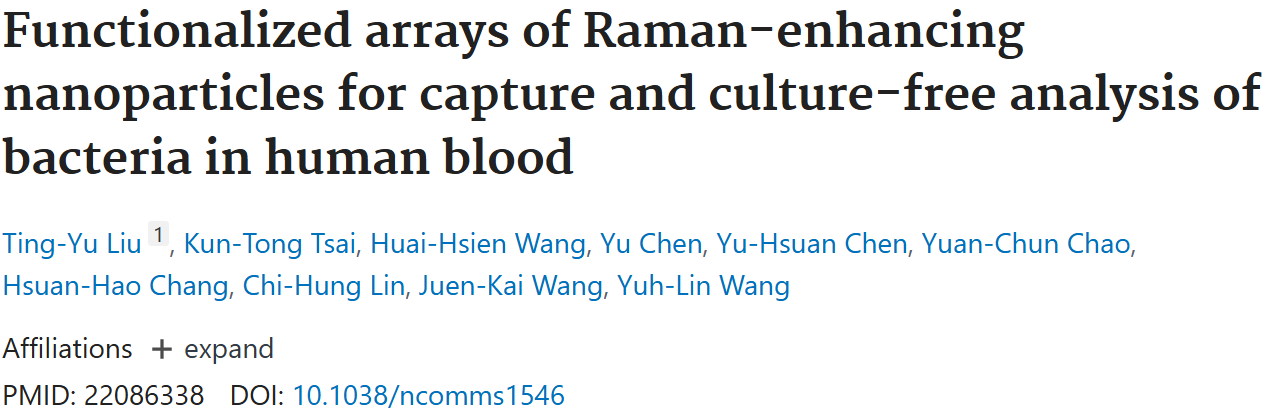 Functionalized arrays of Raman-enhancing
nanoparticles for capture and culture-free analysis of
bacteria in human blood
Ting-Yu Liu 1, Kun-Tong Tsai, Huai-Hsien Wang, Yu Chen, Yu-Hsuan Chen, Yuan-Chun Chao,
Hsuan-Hao Chang, Chi-Hung Lin, Juen-Kai Wang, Yuh-Lin Wang
Affiliations + expand
PMID: 22086338 DOI: 10.1038/ncomms1546